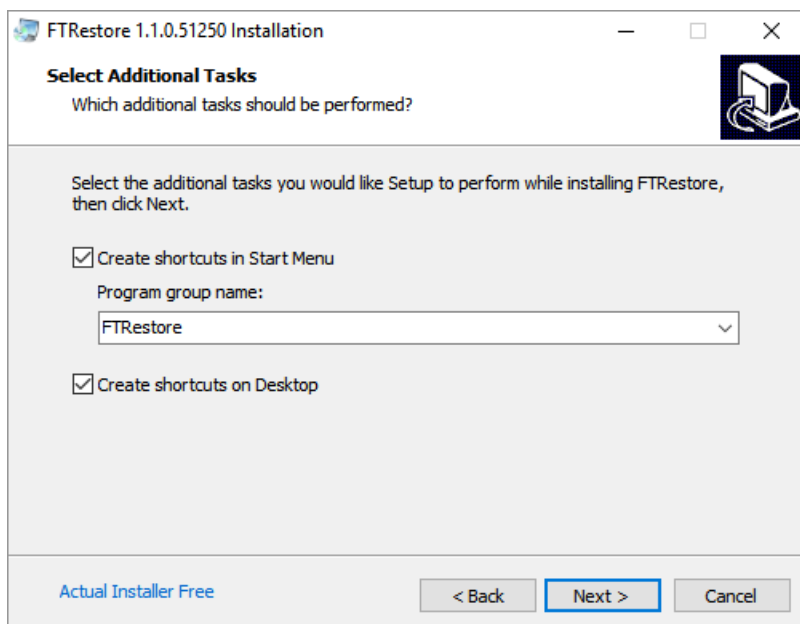 FTRestore 1.1.0.51250 Installation
Select Additional Tasks
Which additional tasks should be performed?
Select the additional tasks you would like Setup to perform while installing FTRestore,
then click Next.
Create shortcuts in Start Menu
Program group name:
FTRestore
Create shortcuts on Desktop
Actual Installer Free
< Back
Next >
Cancel